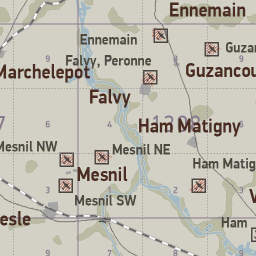 Ennemain
Ennemain
Guzan
Falvy, Peronne
Marchelepot
Guzancou
Falvy
Ham Matigny
Mesnil NW
Mesnil NE
Ham Matig
Mesnil
Mesnil SW
esle
Ham